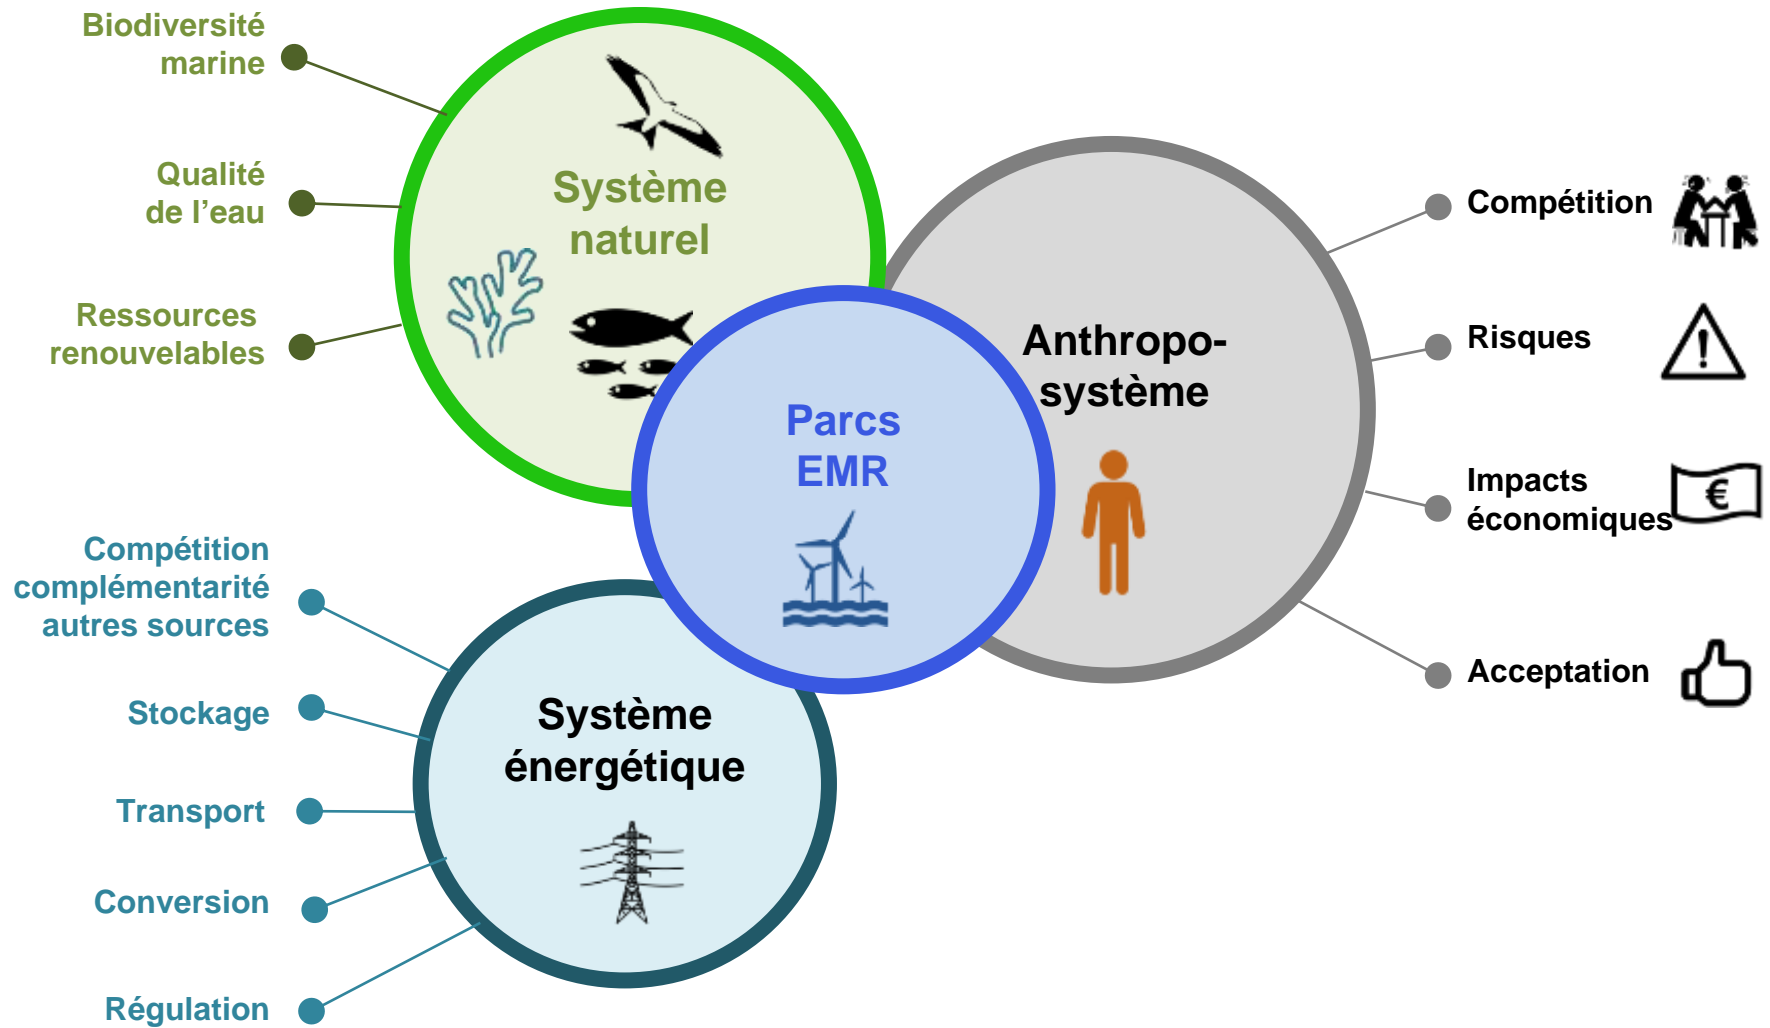 Biodiversité
marine
Qualité
de l’eau
Ressources
renouvelables
Système
naturel
Parcs
EMR
Anthropo-
système
Compétition
Risques
Impacts
économiques
€
Acceptation
Compétition
complémentarité
autres sources
Stockage
Transport
Conversion
Régulation
Système
énergétique